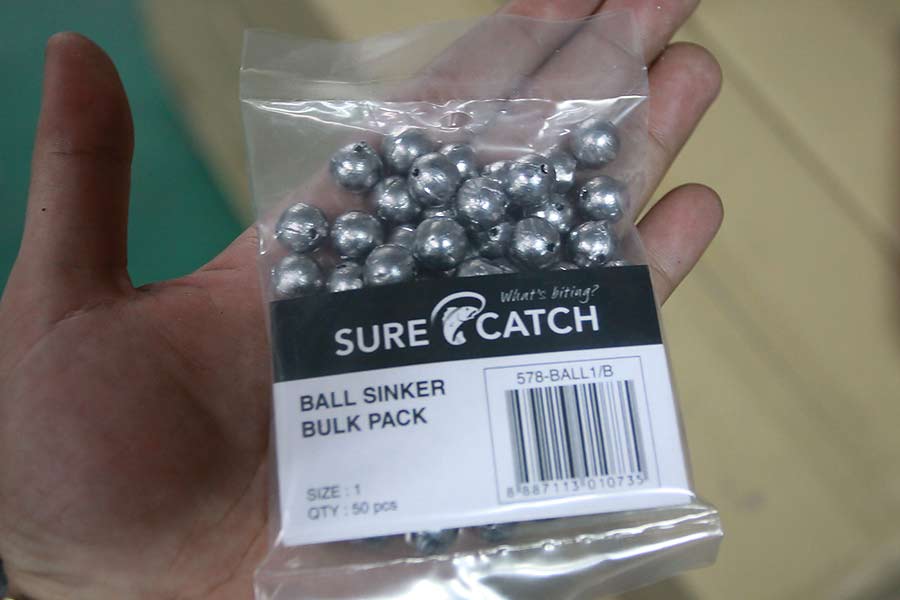 What's biting?
SURE CATCH
BALL SINKER
BULK PACK
578-BALL1/B
8 887113 010735
SIZE : 1
QTY : 50 pcs